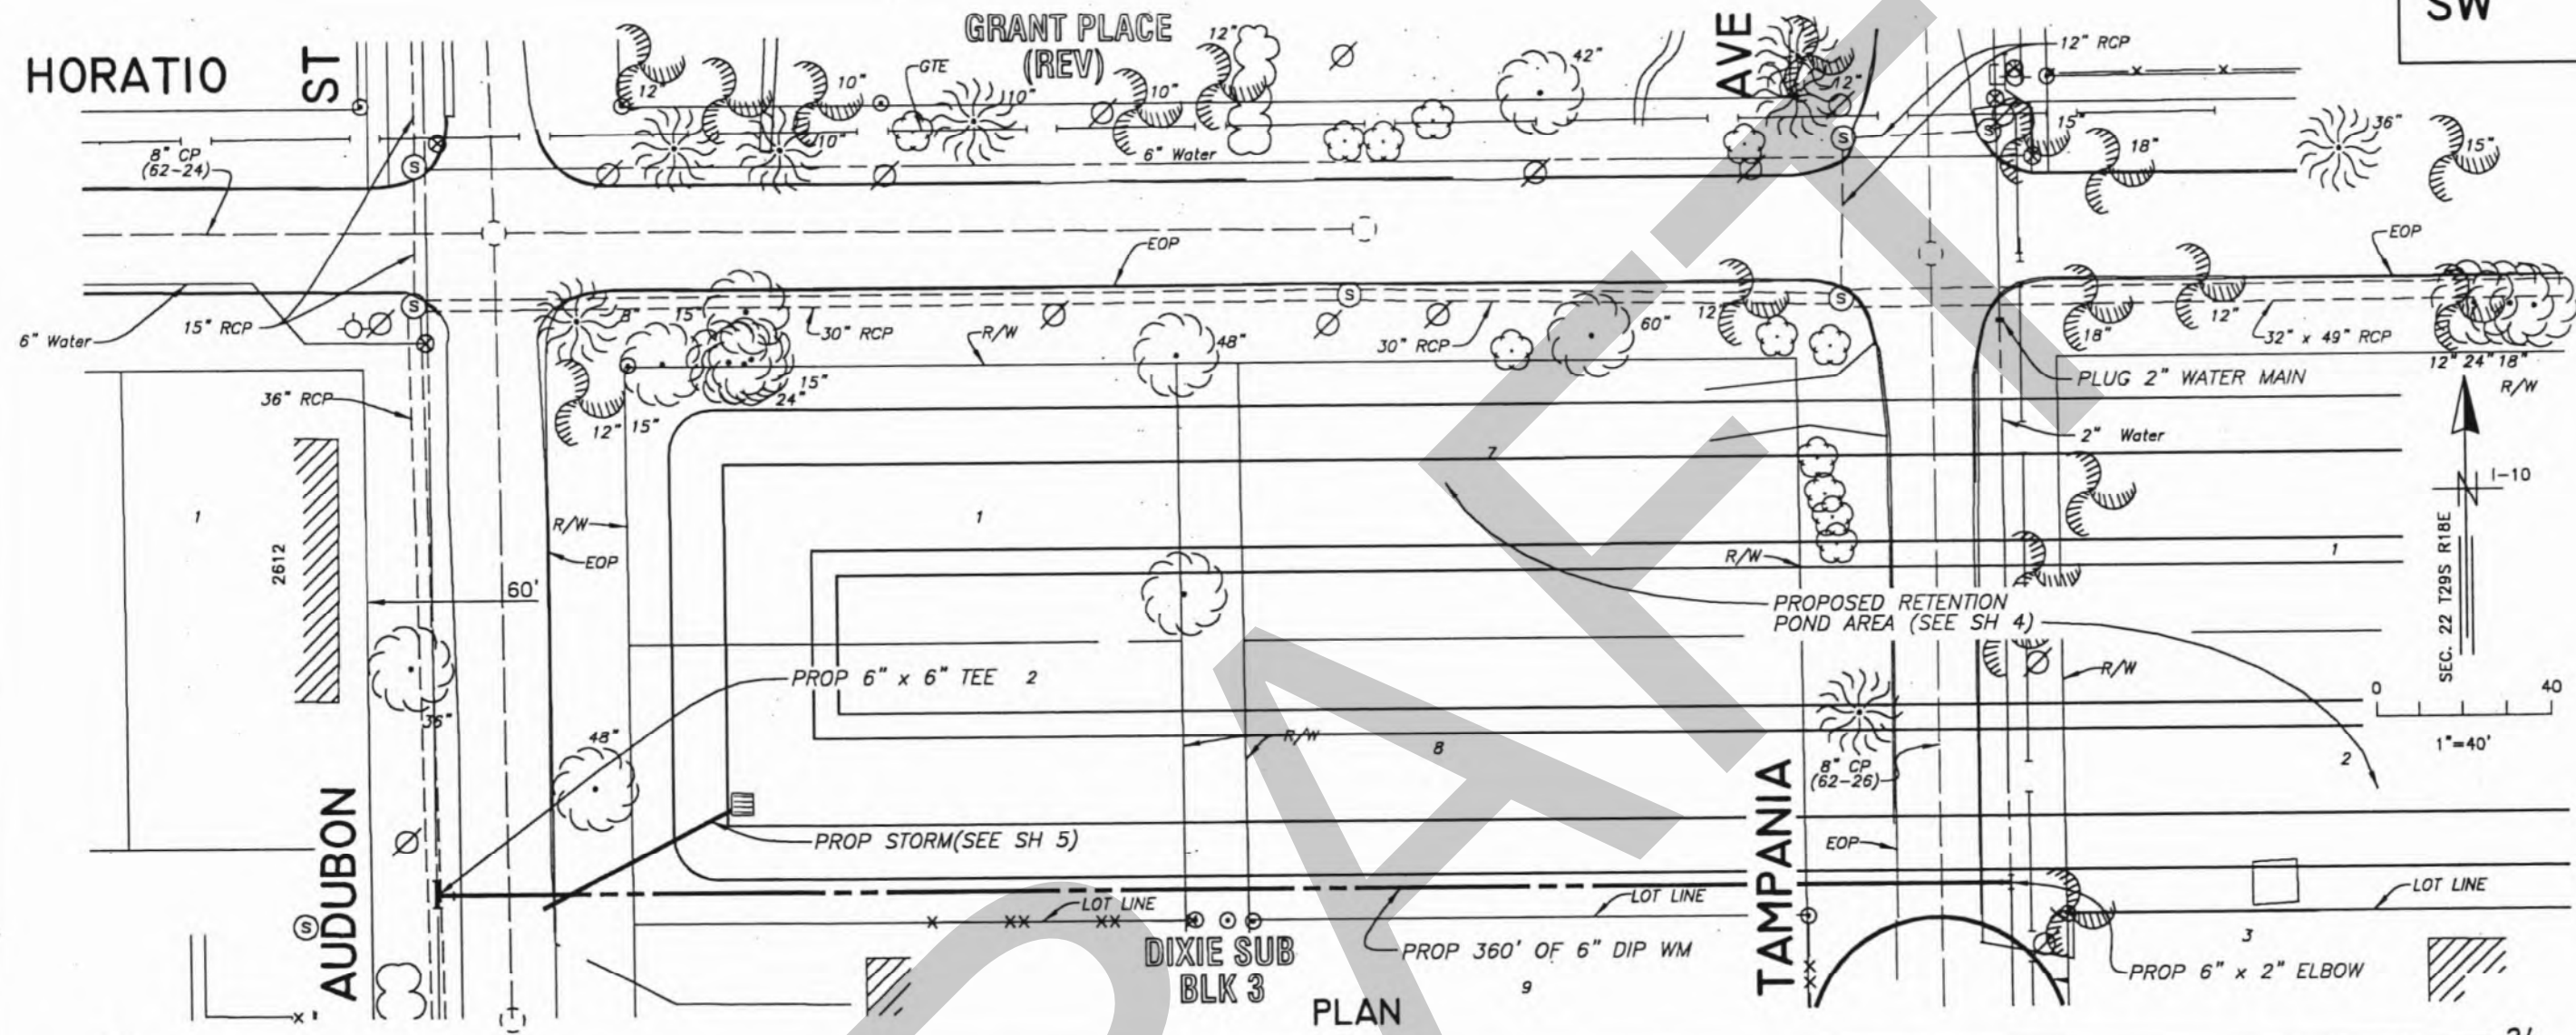 SW
GRANT PLACE
(REV)
HORATIO
ST
AVE
12"
10"
10"
GTE
10"
10"
12"
42"
12"
12" RCP
15"
18"
36"
15"
8" CP
(62-24)
6" Water
EOP
EOP
6" Water
15" RCP
8"
15"
30" RCP
R/W
48"
30" RCP
60"
12"
18"
12"
32" x 49" RCP
12" 24" 18"
R/W
PLUG 2" WATER MAIN
36" RCP
15"
24"
12" 15"
2" Water
7
I-10
N
SEC. 22 T29S R18E
0 40
1"=40'
1
2612
R/W
EOP
1
R/W
1
60'
PROPOSED RETENTION
POND AREA (SEE SH 4)
R/W
PROP 6" x 6" TEE 2
36"
48"
R/W
8
8" CP
(62-26)
2
AUDUBON
TAMPANIA
PROP STORM(SEE SH 5)
EOP
LOT LINE
LOT LINE
LOT LINE
DIXIE SUB
BLK 3
PROP 360' OF 6" DIP WM
9
3
PROP 6" x 2" ELBOW
PLAN
DRAFT